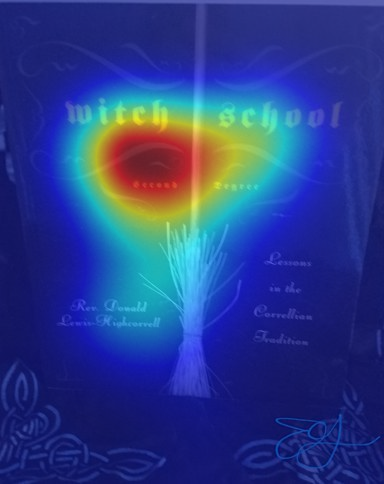 witch school
Second Degree
Lessons
in the
Correllian
Tradition
Rev. Donald
Lewis-Highcorrell